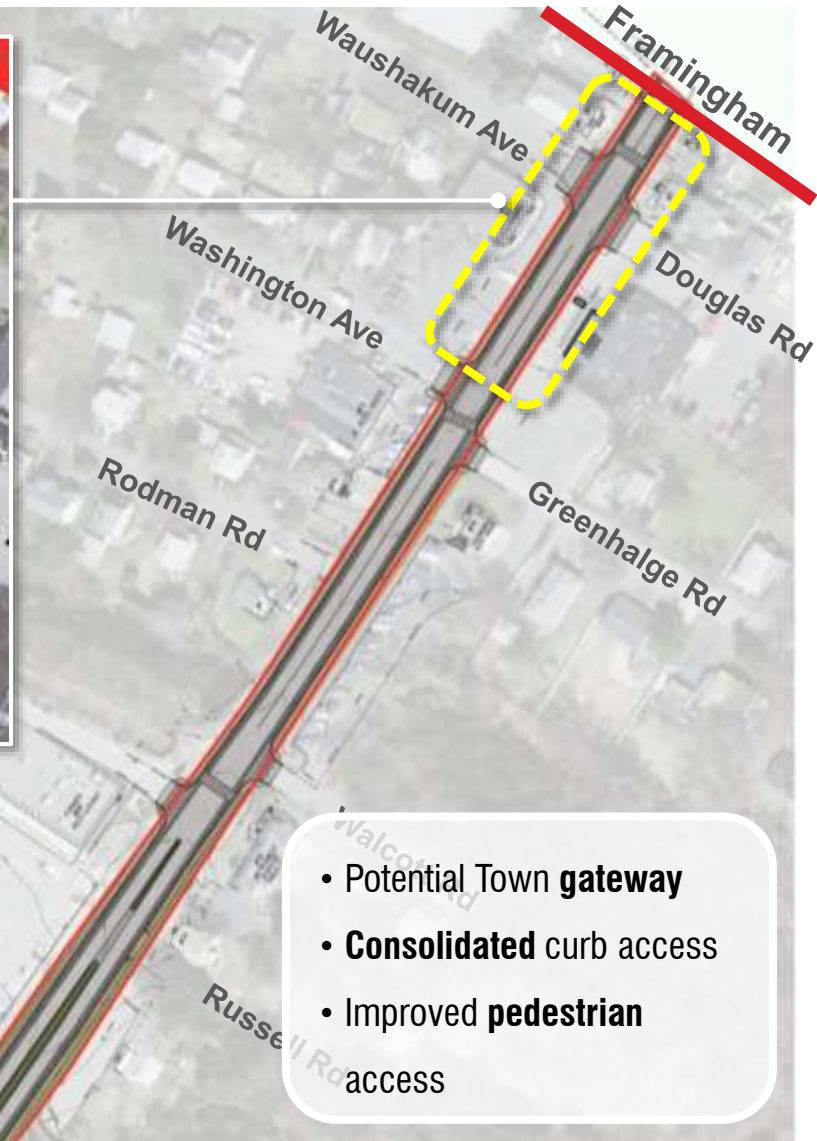 Framingham
Waushakum Ave
Washington Ave
Douglas Rd
Rodman Rd
Greenhalge Rd
Walcott Rd
Russell Rd
• Potential Town gateway
• Consolidated curb access
• Improved pedestrian
access